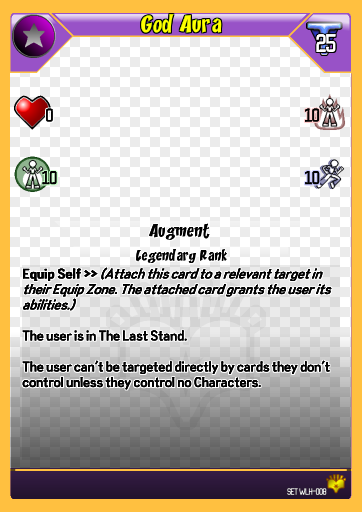 God Aura
25
0
10
10
10
Augment
Legendary Rank
Equip Self >> (Attach this card to a relevant target in
their Equip Zone. The attached card grants the user its
abilities.)
The user is in The Last Stand.
The user can't be targeted directly by cards they don't
control unless they control no Characters.
SET WLH-008